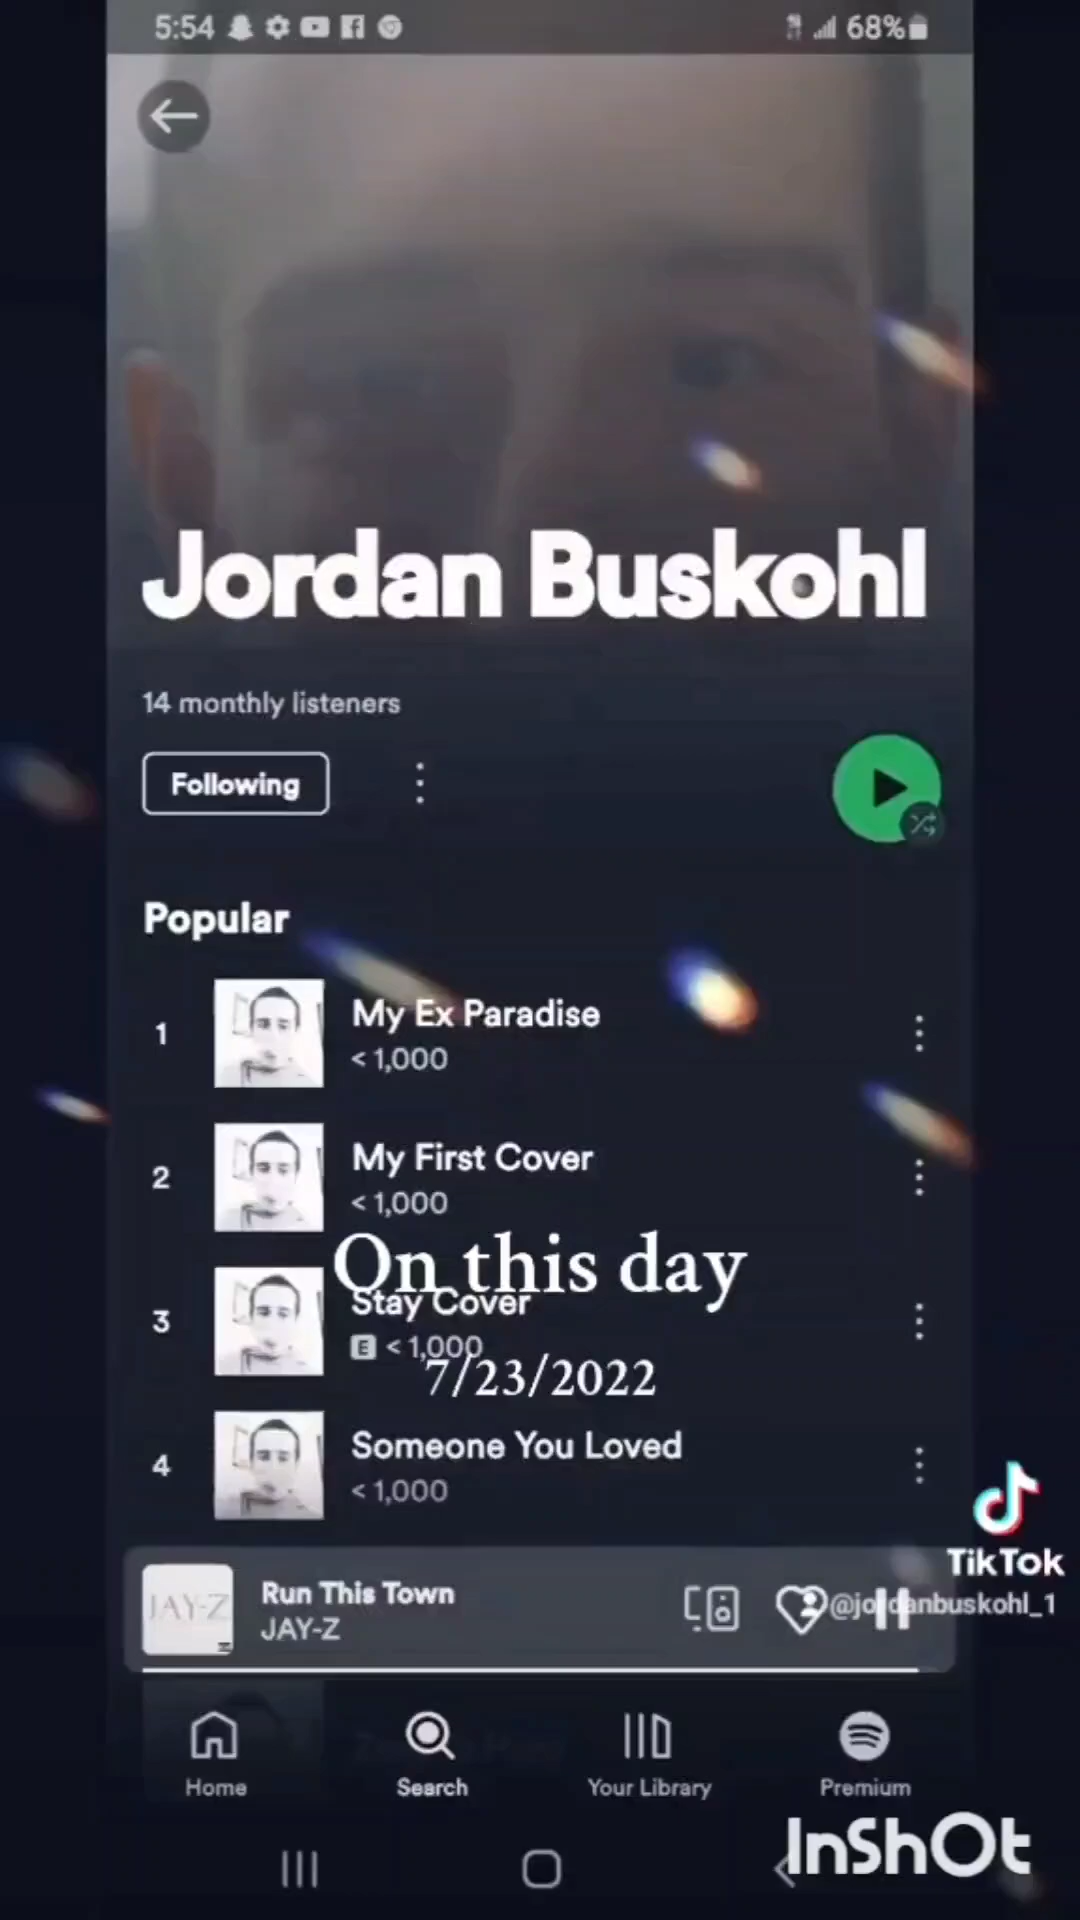 5:54
68%
Jordan Buskohl
14 monthly listeners
Following
Popular
1
My Ex Paradise
< 1,000
2
My First Cover
< 1,000
On this day
3
Stay Cover
E < 1,000
7/23/2022
4
Someone You Loved
< 1,000
TikTok
@jordanbuskohl_1
JAY-Z
Run This Town
JAY-Z
Home
Search
Your Library
Premium
InShOt